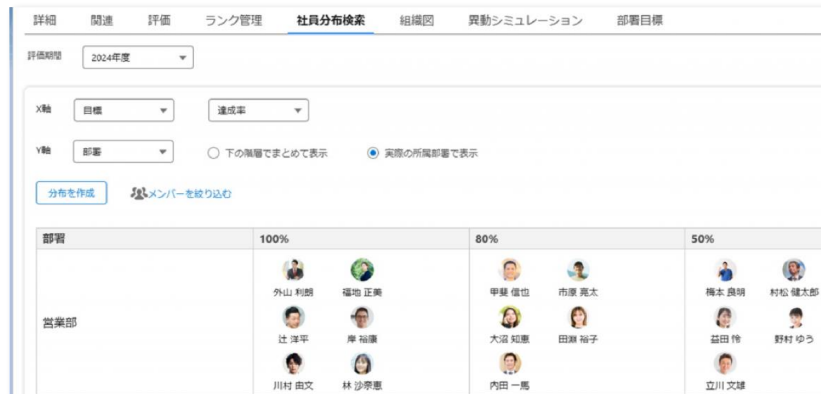 詳細 関連 評価 ランク管理 社員分布検索 組織図 異動シミュレーション 部署目標
評価期間 2024年度
X軸 目標 達成率
Y軸 部署 下の階層でまとめて表示 実際の所属部署で表示
分布を作成 メンバーを絞り込む
部署 100% 80% 50%
外山 利朗 福地 正美 甲斐 信也 市原 亮太 梅本 良明 村松 健太郎
営業部
辻 洋平 岸 裕康 大沼 知恵 田淵 裕子 益田 怜 野村 ゆう
川村 由文 林 沙奈恵 内田 一馬 立川 文雄